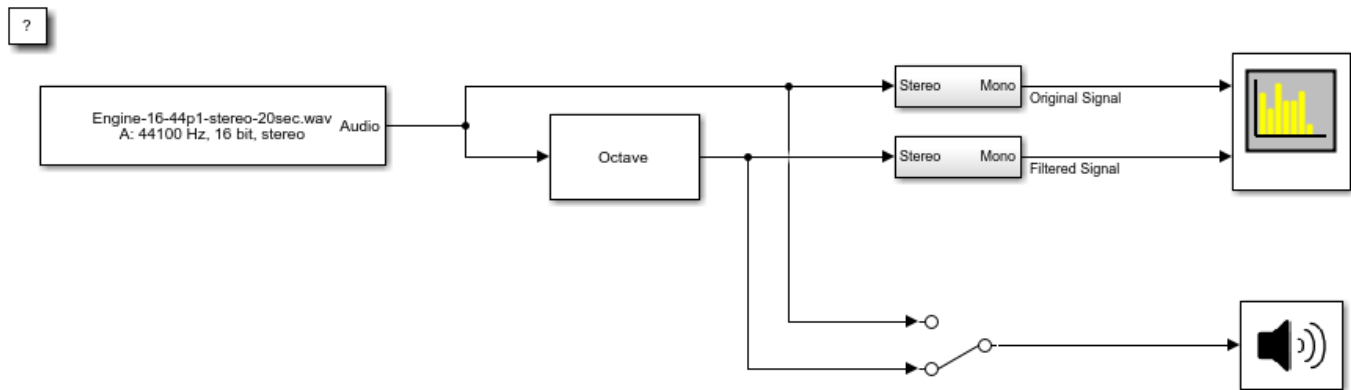 ?
Engine-16-44p1-stereo-20sec.wav
A: 44100 Hz, 16 bit, stereo
Audio
Octave
Stereo Mono
Original Signal
Stereo Mono
Filtered Signal